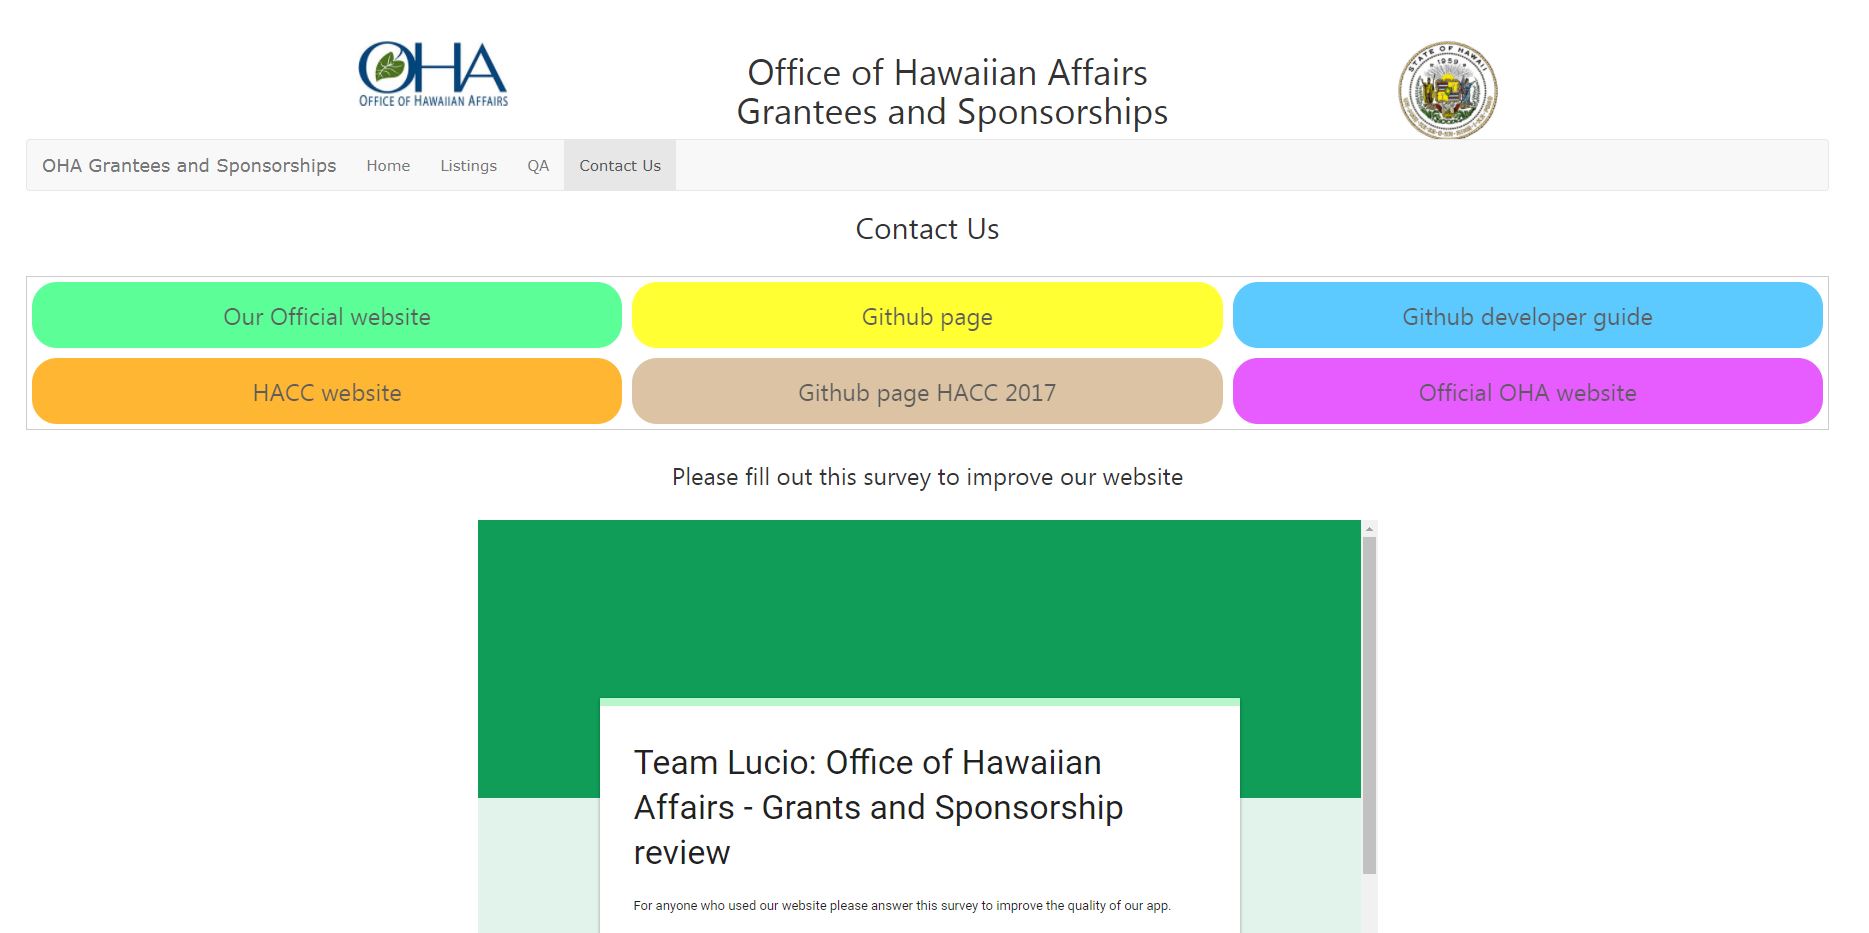 OHA
OFFICE OF HAWAIIAN AFFAIRS
Office of Hawaiian Affairs
Grantees and Sponsorships
STATE OF HAWAII
1959
OHA Grantees and Sponsorships Home Listings QA Contact Us
Contact Us
Our Official website Github page Github developer guide
HACC website Github page HACC 2017 Official OHA website
Please fill out this survey to improve our website
Team Lucio: Office of Hawaiian
Affairs - Grants and Sponsorship
review
For anyone who used our website please answer this survey to improve the quality of our app.